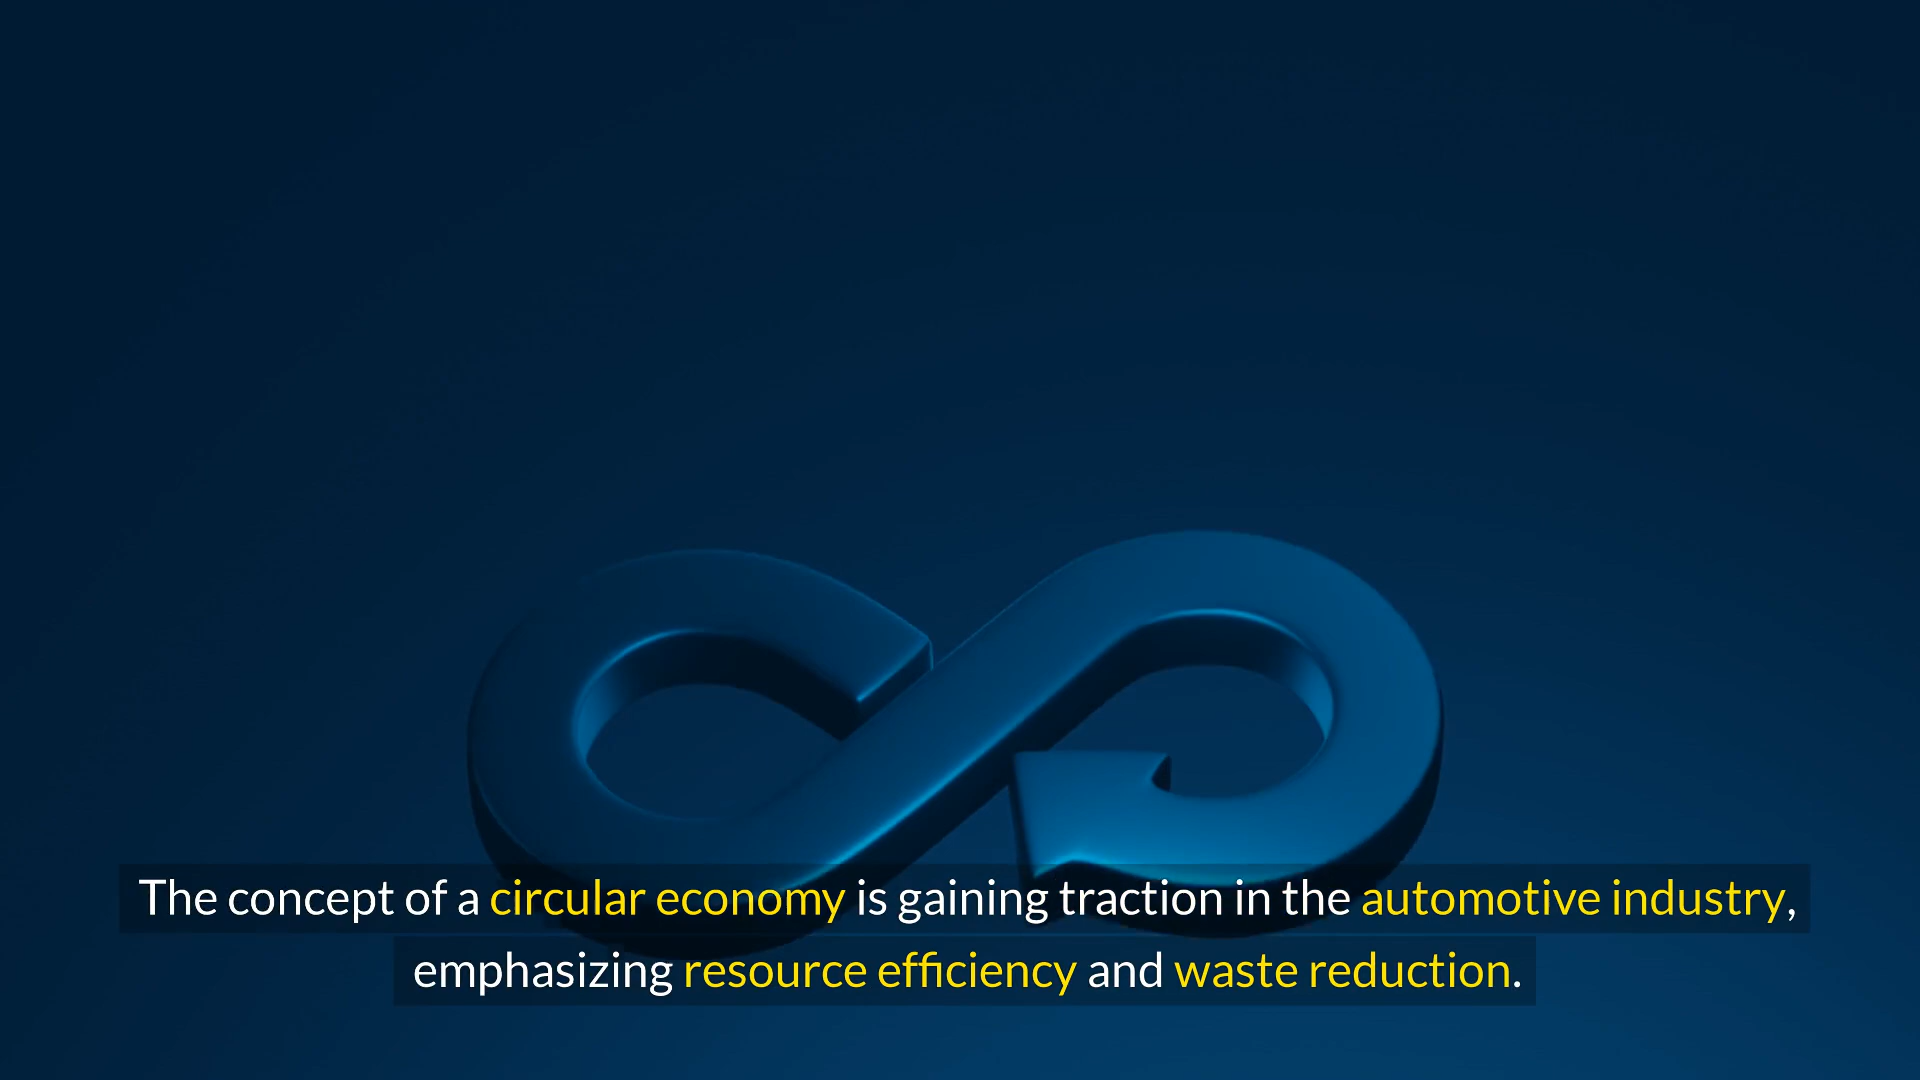 The concept of a circular economy is gaining traction in the automotive industry,
emphasizing resource efficiency and waste reduction.